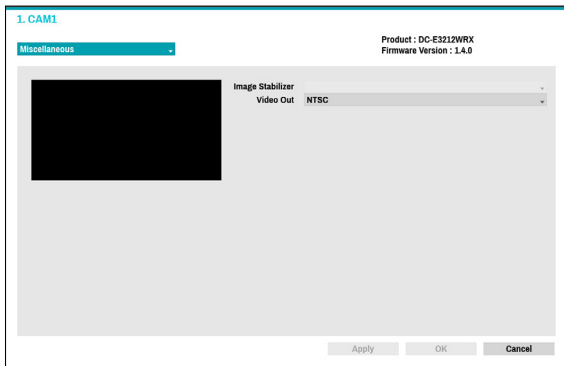 1. CAM1
Product : DC-E3212WRX
Miscellaneous
Firmware Version : 1.4.0
Image Stabilizer
Video Out NTSC
Apply OK Cancel